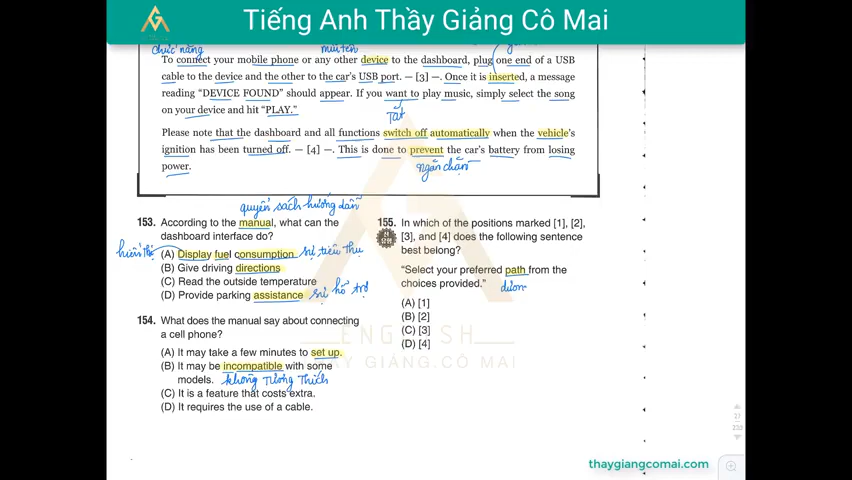 Tiếng Anh Thầy Giảng Cô Mai
chức năng
mũi tên
To connect your mobile phone or any other device to the dashboard, plug one end of a USB
cable to the device and the other to the car's USB port. — [3] —. Once it is inserted, a message
reading “DEVICE FOUND” should appear. If you want to play music, simply select the song
on your device and hit “PLAY.”
Tắt
Please note that the dashboard and all functions switch off automatically when the vehicle's
ignition has been turned off. — [4] —. This is done to prevent the car's battery from losing
power.
ngăn chặn
quyển sách hướng dẫn
153. According to the manual, what can the
dashboard interface do?
hiển thị
(A) Display fuel consumption sự tiêu thụ
(B) Give driving directions
(C) Read the outside temperature
(D) Provide parking assistance sự hỗ trợ
154. What does the manual say about connecting
a cell phone?
(A) It may take a few minutes to set up.
(B) It may be incompatible with some
models. không tương thích
(C) It is a feature that costs extra.
(D) It requires the use of a cable.
155. In which of the positions marked [1], [2],
[3], and [4] does the following sentence
best belong?
“Select your preferred path from the
choices provided.”
(A) [1]
(B) [2]
(C) [3]
(D) [4]
ENGLISH
THẦY GIẢNG.CÔ MAI
thaygiangcomai.com